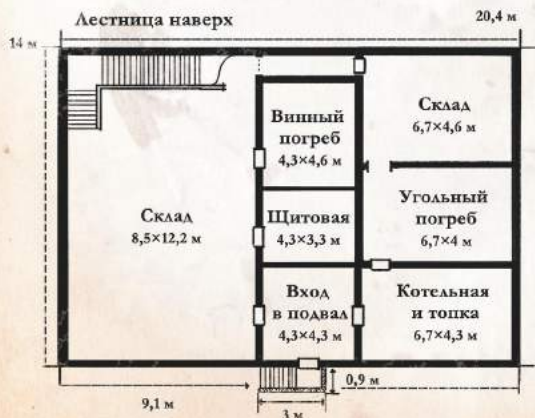 Лестница наверх
20,4 м
14 м
Винный
погреб
4,3×4,6 м
Склад
6,7×4,6 м
Склад
8,5×12,2 м
Щитовая
4,3×3,3 м
Угольный
погреб
6,7×4 м
Вход
в подвал
4,3×4,3 м
Котельная
и топка
6,7×4,3 м
0,9 м
9,1 м
3 м